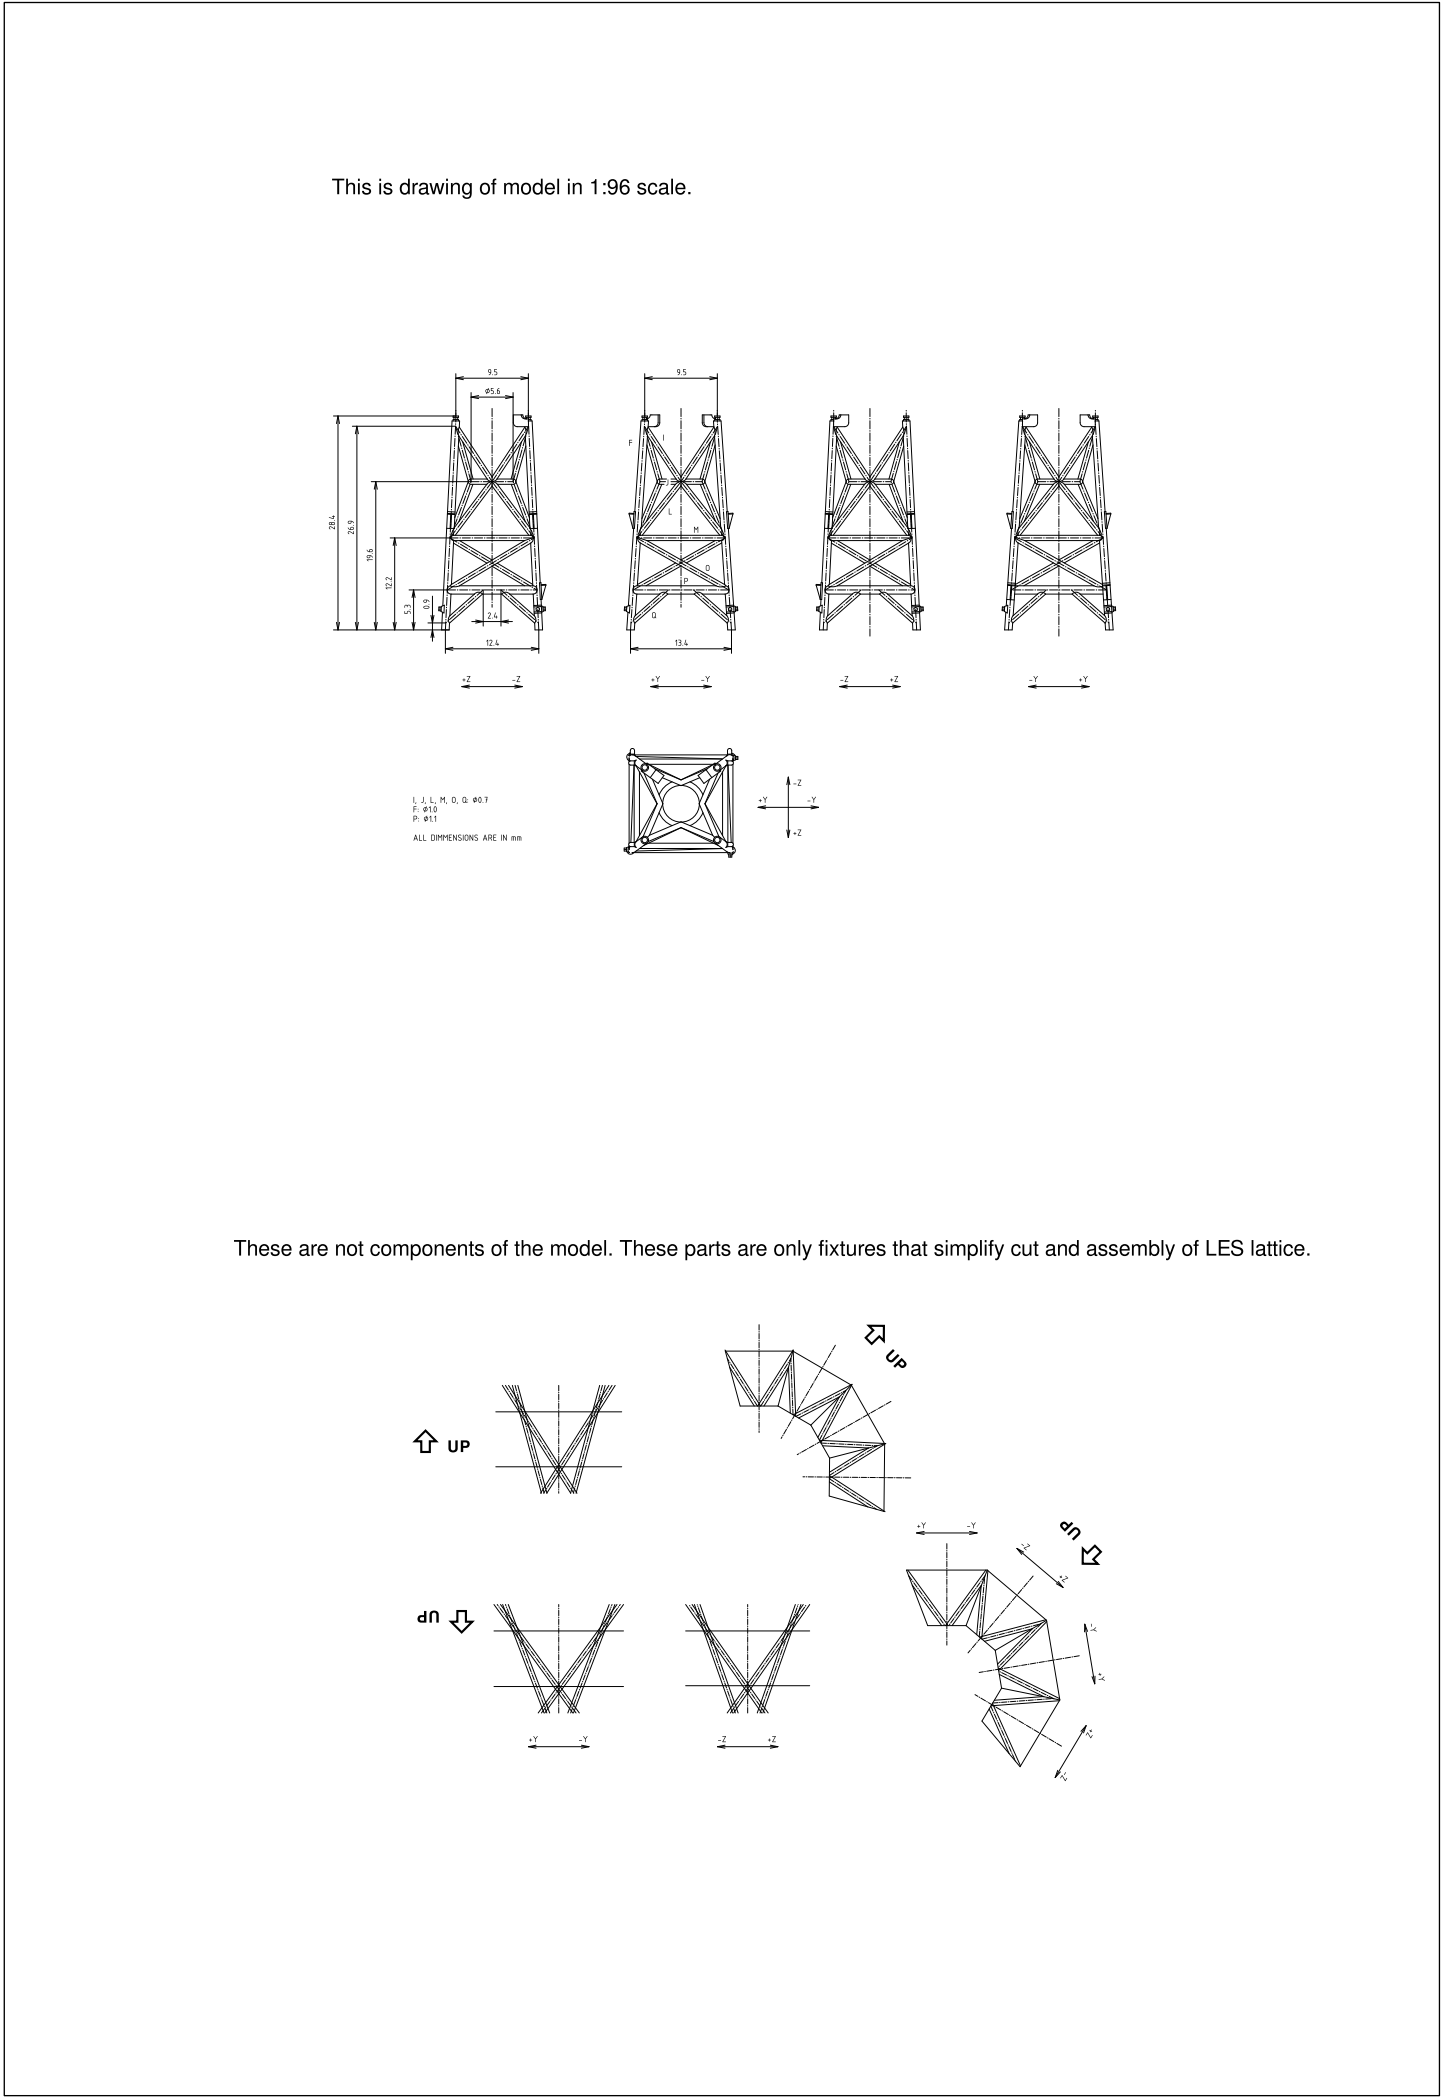 This is drawing of model in 1:96 scale.
9.5
ø5.6
9.5
F
I
J
L
M
O
P
Q
28.4
26.9
19.6
12.2
5.3
0.9
2.4
12.4
13.4
+Z -Z
+Y -Y
-Z +Z
-Y +Y
I, J, L, M, O, Q: ø0.7
F: ø1.0
P: ø1.1
ALL DIMMENSIONS ARE IN mm
-Z
+Y -Y
+Z
These are not components of the model. These parts are only fixtures that simplify cut and assembly of LES lattice.
UP
UP
+Y -Y
UP
-Z +Z
UP
-Y +Y
+Y -Y
-Z +Z
+Z -Z